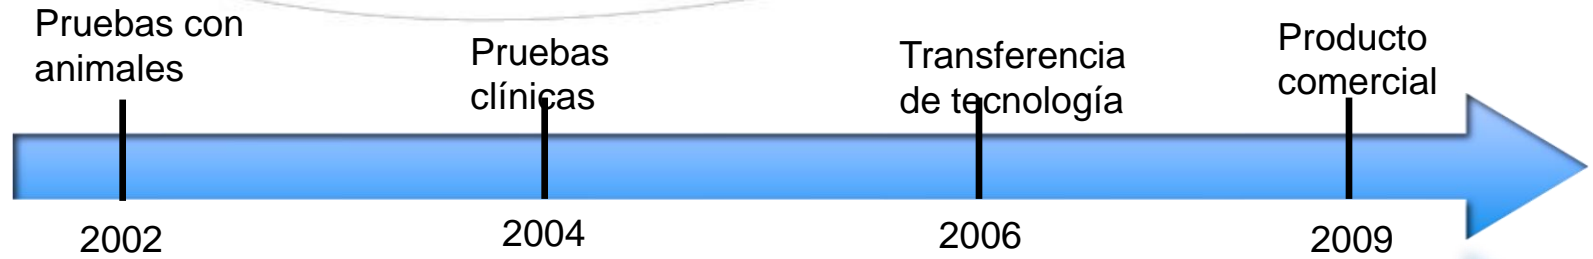 Pruebas con
animales
Pruebas
clínicas
Transferencia
de tecnología
Producto
comercial
2002
2004
2006
2009